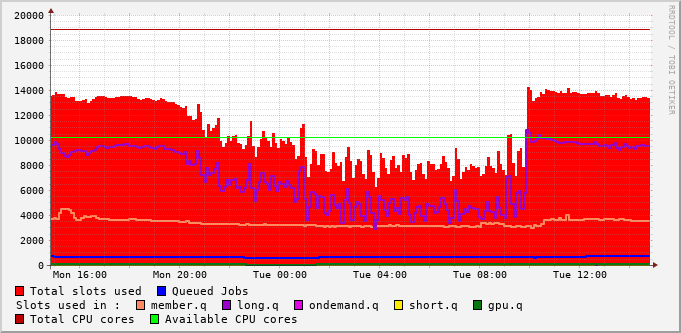 20000
18000
16000
14000
12000
10000
8000
6000
4000
2000
0
Mon 16:00 Mon 20:00 Tue 00:00 Tue 04:00 Tue 08:00 Tue 12:00
RRDTOOL / TOBI OETIKER
Total slots used Queued Jobs
Slots used in : member.q long.q ondemand.q short.q gpu.q
Total CPU cores Available CPU cores